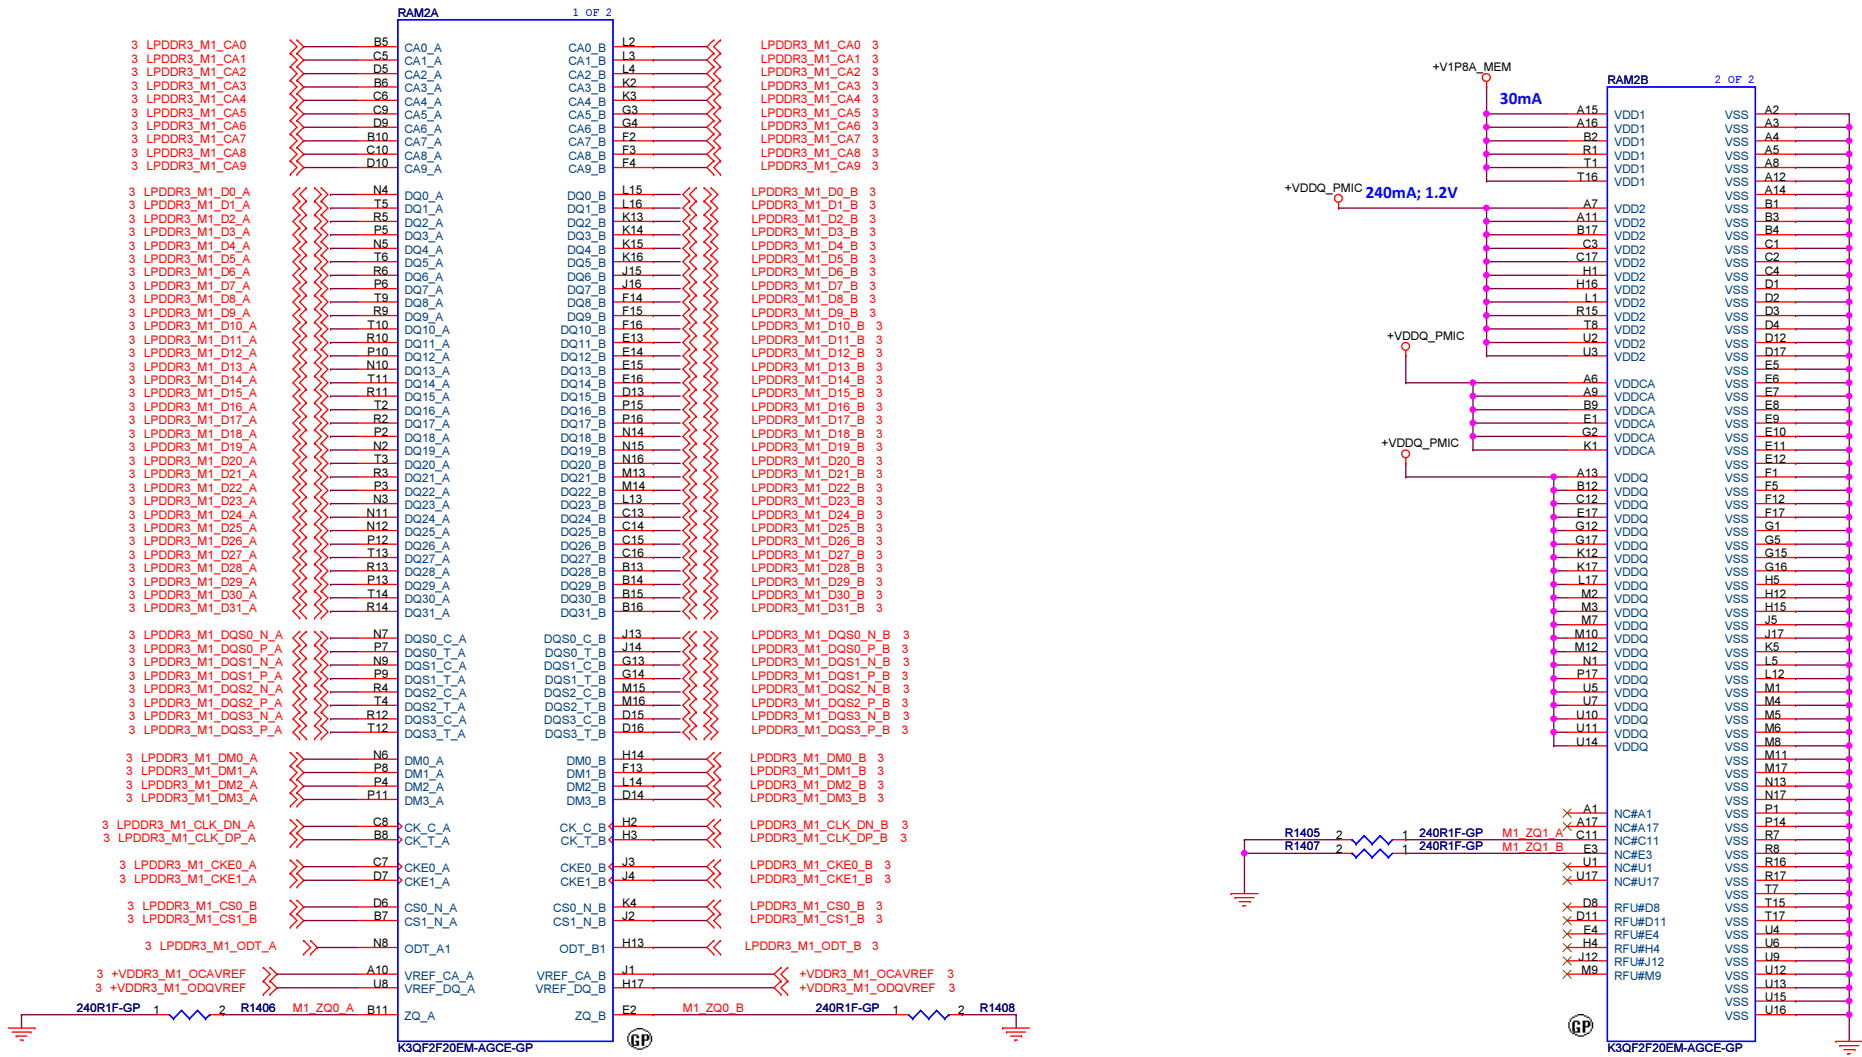 RAM2A 1 OF 2
3 LPDDR3_M1_CA0 B5 CA0_A CA0_B L2 LPDDR3_M1_CA0 3
3 LPDDR3_M1_CA1 C5 CA1_A CA1_B L3 LPDDR3_M1_CA1 3
3 LPDDR3_M1_CA2 D5 CA2_A CA2_B L4 LPDDR3_M1_CA2 3
3 LPDDR3_M1_CA3 B6 CA3_A CA3_B K2 LPDDR3_M1_CA3 3
3 LPDDR3_M1_CA4 C6 CA4_A CA4_B K3 LPDDR3_M1_CA4 3
3 LPDDR3_M1_CA5 C9 CA5_A CA5_B G3 LPDDR3_M1_CA5 3
3 LPDDR3_M1_CA6 D9 CA6_A CA6_B G4 LPDDR3_M1_CA6 3
3 LPDDR3_M1_CA7 B10 CA7_A CA7_B F2 LPDDR3_M1_CA7 3
3 LPDDR3_M1_CA8 C10 CA8_A CA8_B F3 LPDDR3_M1_CA8 3
3 LPDDR3_M1_CA9 D10 CA9_A CA9_B F4 LPDDR3_M1_CA9 3
3 LPDDR3_M1_D0_A N4 DQ0_A DQ0_B L15 LPDDR3_M1_D0_B 3
3 LPDDR3_M1_D1_A T5 DQ1_A DQ1_B L16 LPDDR3_M1_D1_B 3
3 LPDDR3_M1_D2_A R5 DQ2_A DQ2_B K13 LPDDR3_M1_D2_B 3
3 LPDDR3_M1_D3_A P5 DQ3_A DQ3_B K14 LPDDR3_M1_D3_B 3
3 LPDDR3_M1_D4_A N5 DQ4_A DQ4_B K15 LPDDR3_M1_D4_B 3
3 LPDDR3_M1_D5_A T6 DQ5_A DQ5_B K16 LPDDR3_M1_D5_B 3
3 LPDDR3_M1_D6_A R6 DQ6_A DQ6_B J15 LPDDR3_M1_D6_B 3
3 LPDDR3_M1_D7_A P6 DQ7_A DQ7_B J16 LPDDR3_M1_D7_B 3
3 LPDDR3_M1_D8_A T9 DQ8_A DQ8_B F14 LPDDR3_M1_D8_B 3
3 LPDDR3_M1_D9_A R9 DQ9_A DQ9_B F15 LPDDR3_M1_D9_B 3
3 LPDDR3_M1_D10_A T10 DQ10_A DQ10_B F16 LPDDR3_M1_D10_B 3
3 LPDDR3_M1_D11_A R10 DQ11_A DQ11_B E13 LPDDR3_M1_D11_B 3
3 LPDDR3_M1_D12_A P10 DQ12_A DQ12_B E14 LPDDR3_M1_D12_B 3
3 LPDDR3_M1_D13_A N10 DQ13_A DQ13_B E15 LPDDR3_M1_D13_B 3
3 LPDDR3_M1_D14_A T11 DQ14_A DQ14_B E16 LPDDR3_M1_D14_B 3
3 LPDDR3_M1_D15_A R11 DQ15_A DQ15_B D13 LPDDR3_M1_D15_B 3
3 LPDDR3_M1_D16_A T2 DQ16_A DQ16_B P15 LPDDR3_M1_D16_B 3
3 LPDDR3_M1_D17_A R2 DQ17_A DQ17_B P16 LPDDR3_M1_D17_B 3
3 LPDDR3_M1_D18_A P2 DQ18_A DQ18_B N14 LPDDR3_M1_D18_B 3
3 LPDDR3_M1_D19_A N2 DQ19_A DQ19_B N15 LPDDR3_M1_D19_B 3
3 LPDDR3_M1_D20_A T3 DQ20_A DQ20_B N16 LPDDR3_M1_D20_B 3
3 LPDDR3_M1_D21_A R3 DQ21_A DQ21_B M13 LPDDR3_M1_D21_B 3
3 LPDDR3_M1_D22_A P3 DQ22_A DQ22_B M14 LPDDR3_M1_D22_B 3
3 LPDDR3_M1_D23_A N3 DQ23_A DQ23_B L13 LPDDR3_M1_D23_B 3
3 LPDDR3_M1_D24_A N11 DQ24_A DQ24_B C13 LPDDR3_M1_D24_B 3
3 LPDDR3_M1_D25_A N12 DQ25_A DQ25_B C14 LPDDR3_M1_D25_B 3
3 LPDDR3_M1_D26_A P12 DQ26_A DQ26_B C15 LPDDR3_M1_D26_B 3
3 LPDDR3_M1_D27_A T13 DQ27_A DQ27_B C16 LPDDR3_M1_D27_B 3
3 LPDDR3_M1_D28_A R13 DQ28_A DQ28_B B13 LPDDR3_M1_D28_B 3
3 LPDDR3_M1_D29_A P13 DQ29_A DQ29_B B14 LPDDR3_M1_D29_B 3
3 LPDDR3_M1_D30_A T14 DQ30_A DQ30_B B15 LPDDR3_M1_D30_B 3
3 LPDDR3_M1_D31_A R14 DQ31_A DQ31_B B16 LPDDR3_M1_D31_B 3
3 LPDDR3_M1_DQS0_N_A N7 DQS0_C_A DQS0_C_B J13 LPDDR3_M1_DQS0_N_B 3
3 LPDDR3_M1_DQS0_P_A P7 DQS0_T_A DQS0_T_B J14 LPDDR3_M1_DQS0_P_B 3
3 LPDDR3_M1_DQS1_N_A N9 DQS1_C_A DQS1_C_B G13 LPDDR3_M1_DQS1_N_B 3
3 LPDDR3_M1_DQS1_P_A P9 DQS1_T_A DQS1_T_B G14 LPDDR3_M1_DQS1_P_B 3
3 LPDDR3_M1_DQS2_N_A R4 DQS2_C_A DQS2_C_B M15 LPDDR3_M1_DQS2_N_B 3
3 LPDDR3_M1_DQS2_P_A T4 DQS2_T_A DQS2_T_B M16 LPDDR3_M1_DQS2_P_B 3
3 LPDDR3_M1_DQS3_N_A R12 DQS3_C_A DQS3_C_B D15 LPDDR3_M1_DQS3_N_B 3
3 LPDDR3_M1_DQS3_P_A T12 DQS3_T_A DQS3_T_B D16 LPDDR3_M1_DQS3_P_B 3
3 LPDDR3_M1_DM0_A N6 DM0_A DM0_B H14 LPDDR3_M1_DM0_B 3
3 LPDDR3_M1_DM1_A P8 DM1_A DM1_B F13 LPDDR3_M1_DM1_B 3
3 LPDDR3_M1_DM2_A P4 DM2_A DM2_B L14 LPDDR3_M1_DM2_B 3
3 LPDDR3_M1_DM3_A P11 DM3_A DM3_B D14 LPDDR3_M1_DM3_B 3
3 LPDDR3_M1_CLK_DN_A C8 CK_C_A CK_C_B H2 LPDDR3_M1_CLK_DN_B 3
3 LPDDR3_M1_CLK_DP_A B8 CK_T_A CK_T_B H3 LPDDR3_M1_CLK_DP_B 3
3 LPDDR3_M1_CKE0_A C7 CKE0_A CKE0_B J3 LPDDR3_M1_CKE0_B 3
3 LPDDR3_M1_CKE1_A D7 CKE1_A CKE1_B J4 LPDDR3_M1_CKE1_B 3
3 LPDDR3_M1_CS0_B D6 CS0_N_A CS0_N_B K4 LPDDR3_M1_CS0_B 3
3 LPDDR3_M1_CS1_B B7 CS1_N_A CS1_N_B J2 LPDDR3_M1_CS1_B 3
3 LPDDR3_M1_ODT_A N8 ODT_A1 ODT_B1 H13 LPDDR3_M1_ODT_B 3
3 +VDDR3_M1_OCAVREF A10 VREF_CA_A VREF_CA_B J1 +VDDR3_M1_OCAVREF 3
3 +VDDR3_M1_ODQVREF U8 VREF_DQ_A VREF_DQ_B H17 +VDDR3_M1_ODQVREF 3
240R1F-GP 1 2 R1406 M1_ZQ0_A B11 ZQ_A ZQ_B E2 M1_ZQ0_B 240R1F-GP 1 2 R1408
K3QF2F20EM-AGCE-GP
GP
+V1P8A_MEM
RAM2B 2 OF 2
30mA
A15 VDD1 VSS A2
A16 VDD1 VSS A3
B2 VDD1 VSS A4
R1 VDD1 VSS A5
T1 VDD1 VSS A8
T16 VDD1 VSS A12
+VDDQ_PMIC 240mA; 1.2V
VSS A14
A7 VDD2 VSS B1
A11 VDD2 VSS B3
B17 VDD2 VSS B4
C3 VDD2 VSS C1
C17 VDD2 VSS C2
H1 VDD2 VSS C4
H16 VDD2 VSS D1
L1 VDD2 VSS D2
R15 VDD2 VSS D3
T8 VDD2 VSS D4
U2 VDD2 VSS D12
U3 VDD2 VSS D17
+VDDQ_PMIC
VSS E5
A6 VDDCA VSS E6
A9 VDDCA VSS E7
B9 VDDCA VSS E8
E1 VDDCA VSS E9
G2 VDDCA VSS E10
K1 VDDCA VSS E11
+VDDQ_PMIC
VSS E12
A13 VDDQ VSS F1
B12 VDDQ VSS F5
C12 VDDQ VSS F12
E17 VDDQ VSS F17
G12 VDDQ VSS G1
G17 VDDQ VSS G5
K12 VDDQ VSS G15
K17 VDDQ VSS G16
L17 VDDQ VSS H5
M2 VDDQ VSS H12
M3 VDDQ VSS H15
M7 VDDQ VSS J5
M10 VDDQ VSS J17
M12 VDDQ VSS K5
N1 VDDQ VSS L5
P17 VDDQ VSS L12
U5 VDDQ VSS M1
U7 VDDQ VSS M4
U10 VDDQ VSS M5
U11 VDDQ VSS M6
U14 VDDQ VSS M8
VSS M11
VSS M17
VSS N13
VSS N17
A1 NC#A1 VSS P1
A17 NC#A17 VSS P14
R1405 2 1 240R1F-GP M1_ZQ1_A C11 NC#C11 VSS R7
R1407 2 1 240R1F-GP M1_ZQ1_B E3 NC#E3 VSS R8
U1 NC#U1 VSS R16
U17 NC#U17 VSS R17
VSS T7
D8 RFU#D8 VSS T15
D11 RFU#D11 VSS T17
E4 RFU#E4 VSS U4
H4 RFU#H4 VSS U6
J12 RFU#J12 VSS U9
M9 RFU#M9 VSS U12
VSS U13
VSS U15
VSS U16
GP
K3QF2F20EM-AGCE-GP